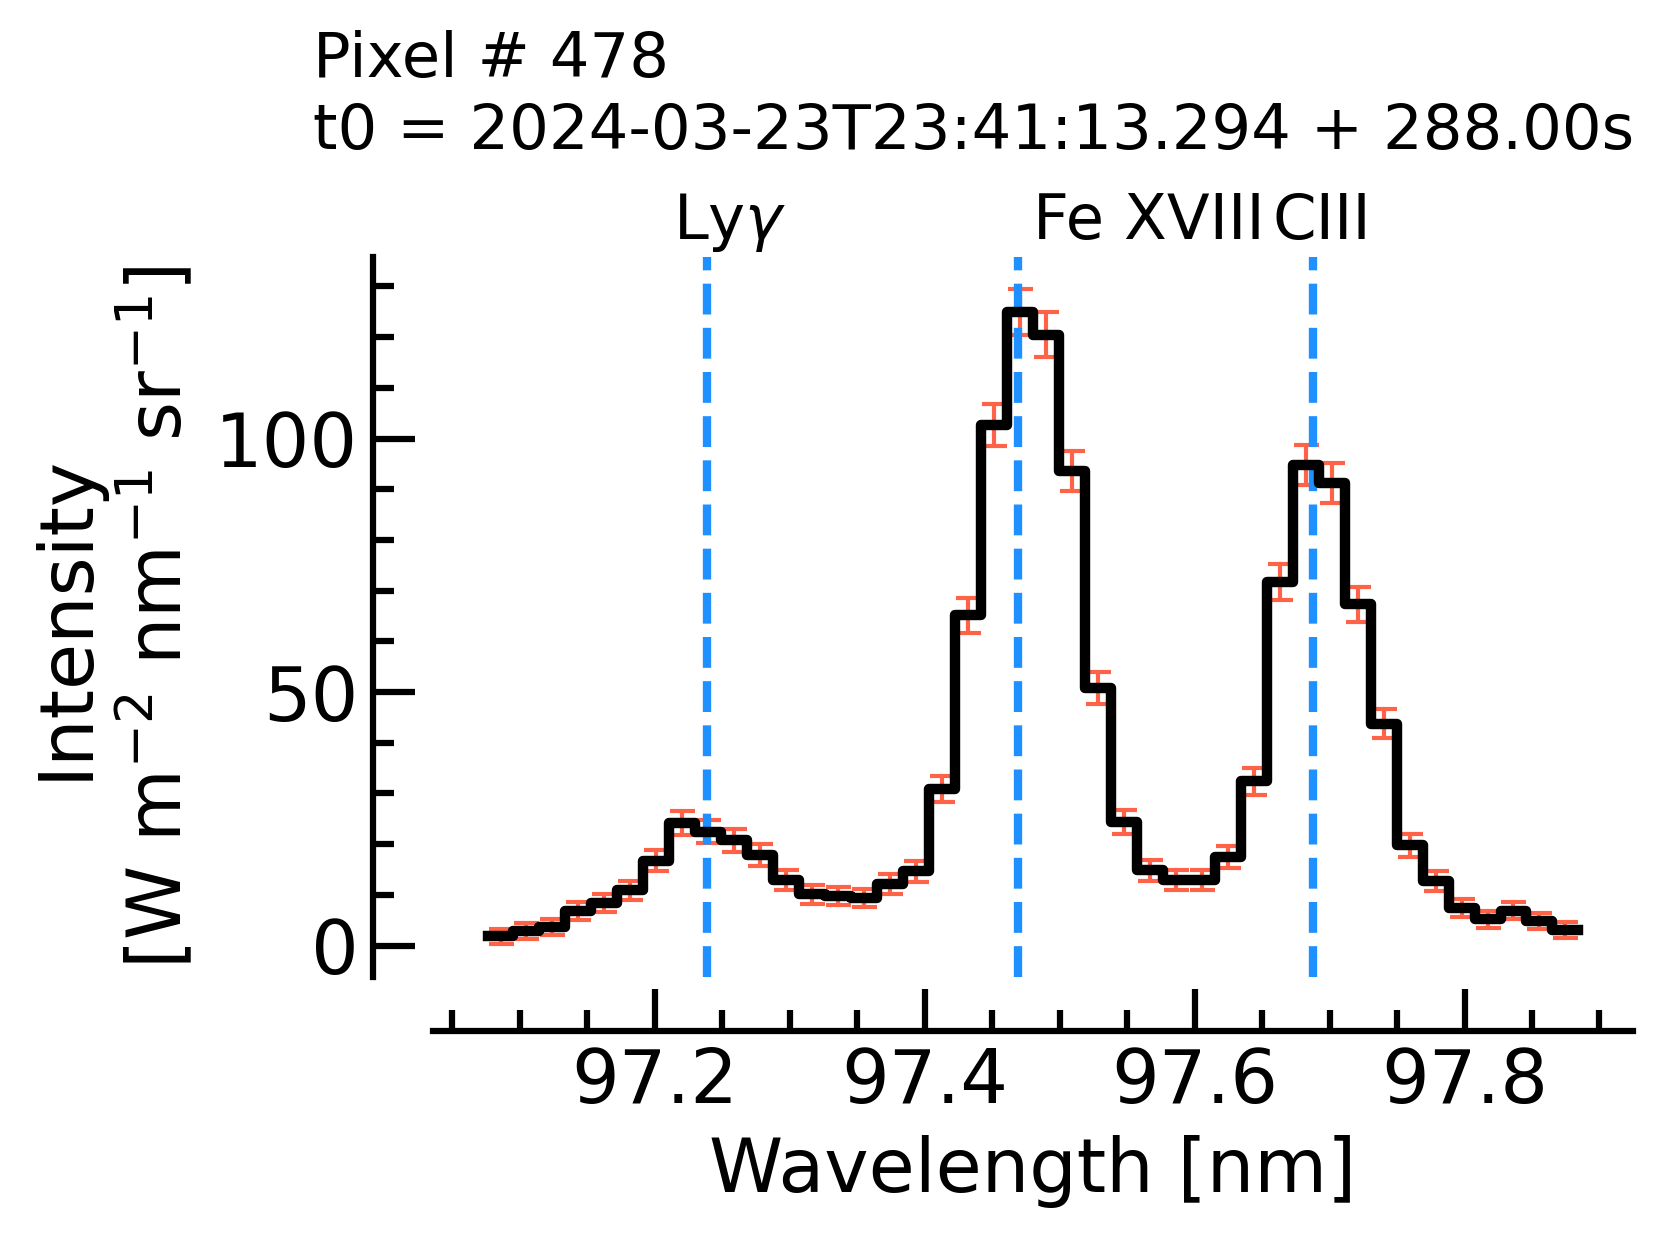 Pixel # 478
t0 = 2024-03-23T23:41:13.294 + 288.00s
Lyγ Fe XVIII CIII
Intensity
[W m⁻² nm⁻¹ sr⁻¹]
100
50
0
97.2 97.4 97.6 97.8
Wavelength [nm]